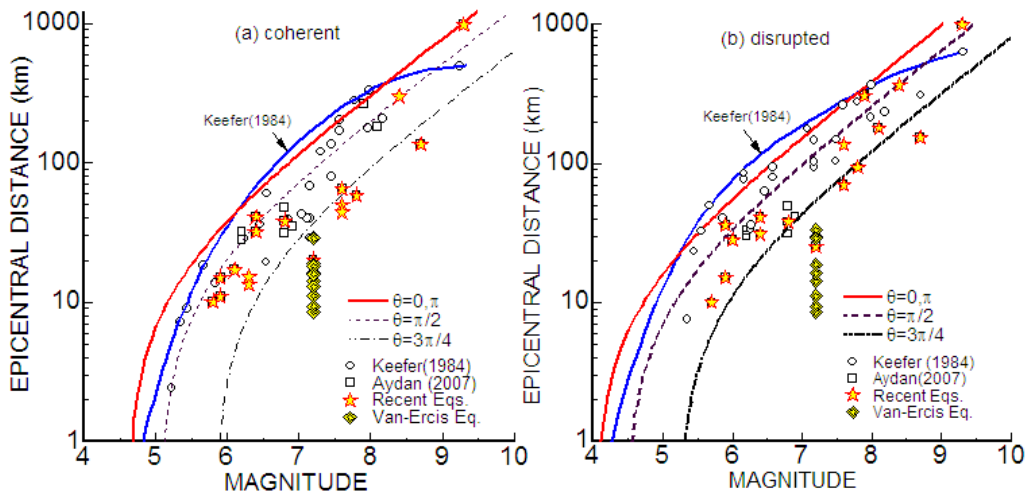 (a) coherent
Keefer(1984)
EPICENTRAL DISTANCE (km)
1000
100
10
1
4 5 6 7 8 9 10
MAGNITUDE
θ=0,π
θ=π/2
θ=3π/4
Keefer(1984)
Aydan (2007)
Recent Eqs.
Van-Ercis Eq.
(b) disrupted
Keefer(1984)
EPICENTRAL DISTANCE (km)
1000
100
10
1
4 5 6 7 8 9 10
MAGNITUDE
θ=0,π
θ=π/2
θ=3π/4
Keefer (1984)
Aydan(2007)
Recent Eqs.
Van-Ercis Eq.